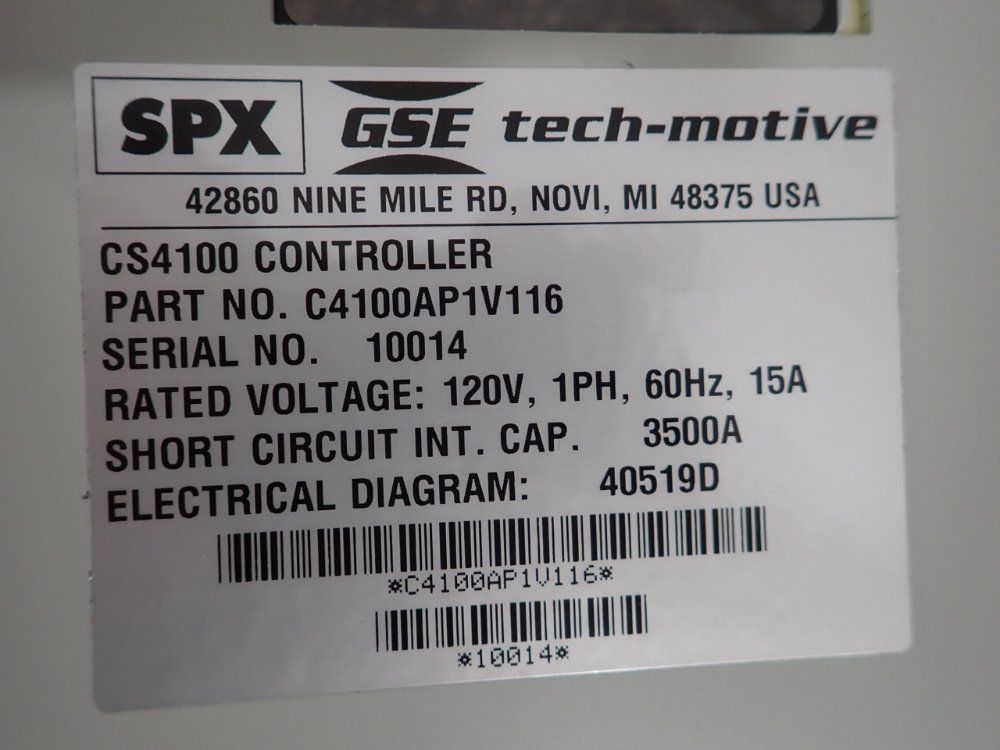 SPX GSE tech-motive
42860 NINE MILE RD, NOVI, MI 48375 USA
CS4100 CONTROLLER
PART NO. C4100AP1V116
SERIAL NO. 10014
RATED VOLTAGE: 120V, 1PH, 60Hz, 15A
SHORT CIRCUIT INT. CAP. 3500A
ELECTRICAL DIAGRAM: 40519D
*C4100AP1V116*
*10014*